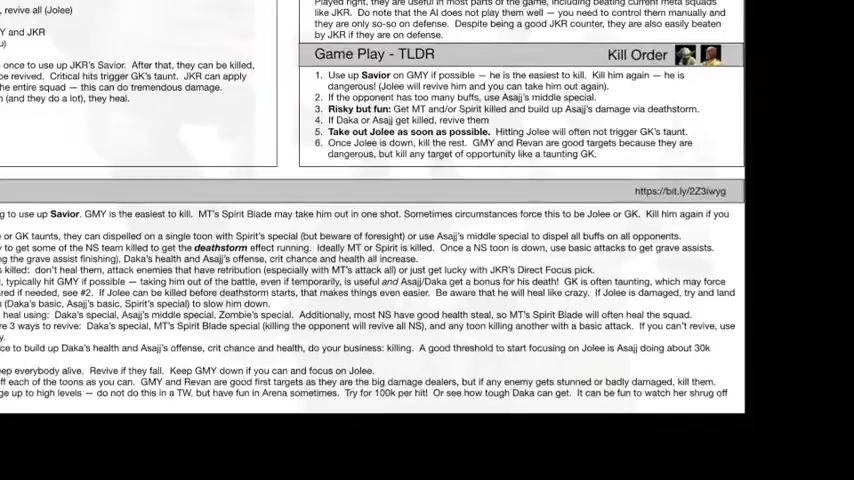 , revive all (Jolee)
Y and JKR
u)
once to use up JKR's Savior. After that, they can be killed,
be revived. Critical hits trigger GK's taunt. JKR can apply
the entire squad — this can do tremendous damage.
n (and they do a lot), they heal.
Played right, they are useful in most parts of the game, including beating current meta squads
like JKR. Do note that the AI does not play them well — you need to control them manually and
they are only so-so on defense. Despite being a good JKR counter, they are also easily beaten
by JKR if they are on defense.
Game Play - TLDR Kill Order
1. Use up Savior on GMY if possible — he is the easiest to kill. Kill him again — he is
dangerous! (Jolee will revive him and you can take him out again).
2. If the opponent has too many buffs, use Asajj's middle special.
3. Risky but fun: Get MT and/or Spirit killed and build up Asajj's damage via deathstorm.
4. If Daka or Asajj get killed, revive them
5. Take out Jolee as soon as possible. Hitting Jolee will often not trigger GK's taunt.
6. Once Jolee is down, kill the rest. GMY and Revan are good targets because they are
dangerous, but kill any target of opportunity like a taunting GK.
https://bit.ly/2Z3iwyg
g to use up Savior. GMY is the easiest to kill. MT's Spirit Blade may take him out in one shot. Sometimes circumstances force this to be Jolee or GK. Kill him again if you
e or GK taunts, they can dispelled on a single toon with Spirit's special (but beware of foresight) or use Asajj's middle special to dispel all buffs on all opponents.
y to get some of the NS team killed to get the deathstorm effect running. Ideally MT or Spirit is killed. Once a NS toon is down, use basic attacks to get grave assists.
ng the grave assist finishing), Daka's health and Asajj's offense, crit chance and health all increase.
s killed: don't heal them, attack enemies that have retribution (especially with MT's attack all) or just get lucky with JKR's Direct Focus pick.
j, typically hit GMY if possible – taking him out of the battle, even if temporarily, is useful and Asajj/Daka get a bonus for his death! GK is often taunting, which may force
red if needed, see #2. If Jolee can be killed before deathstorm starts, that makes things even easier. Be aware that he will heal like crazy. If Jolee is damaged, try and land
s (Daka's basic, Asajj's basic, Spirit's special) to slow him down.
heal using: Daka's special, Asajj's middle special, Zombie's special. Additionally, most NS have good health steal, so MT's Spirit Blade will often heal the squad.
re 3 ways to revive: Daka's special, MT's Spirit Blade special (killing the opponent will revive all NS), and any toon killing another with a basic attack. If you can't revive, use
y.
ce to build up Daka's health and Asajj's offense, crit chance and health, do your business: killing. A good threshold to start focusing on Jolee is Asajj doing about 30k
eep everybody alive. Revive if they fall. Keep GMY down if you can and focus on Jolee.
ff each of the toons as you can. GMY and Revan are good first targets as they are the big damage dealers, but if any enemy gets stunned or badly damaged, kill them.
ge up to high levels — do not do this in a TW, but have fun in Arena sometimes. Try for 100k per hit! Or see how tough Daka can get. It can be fun to watch her shrug off